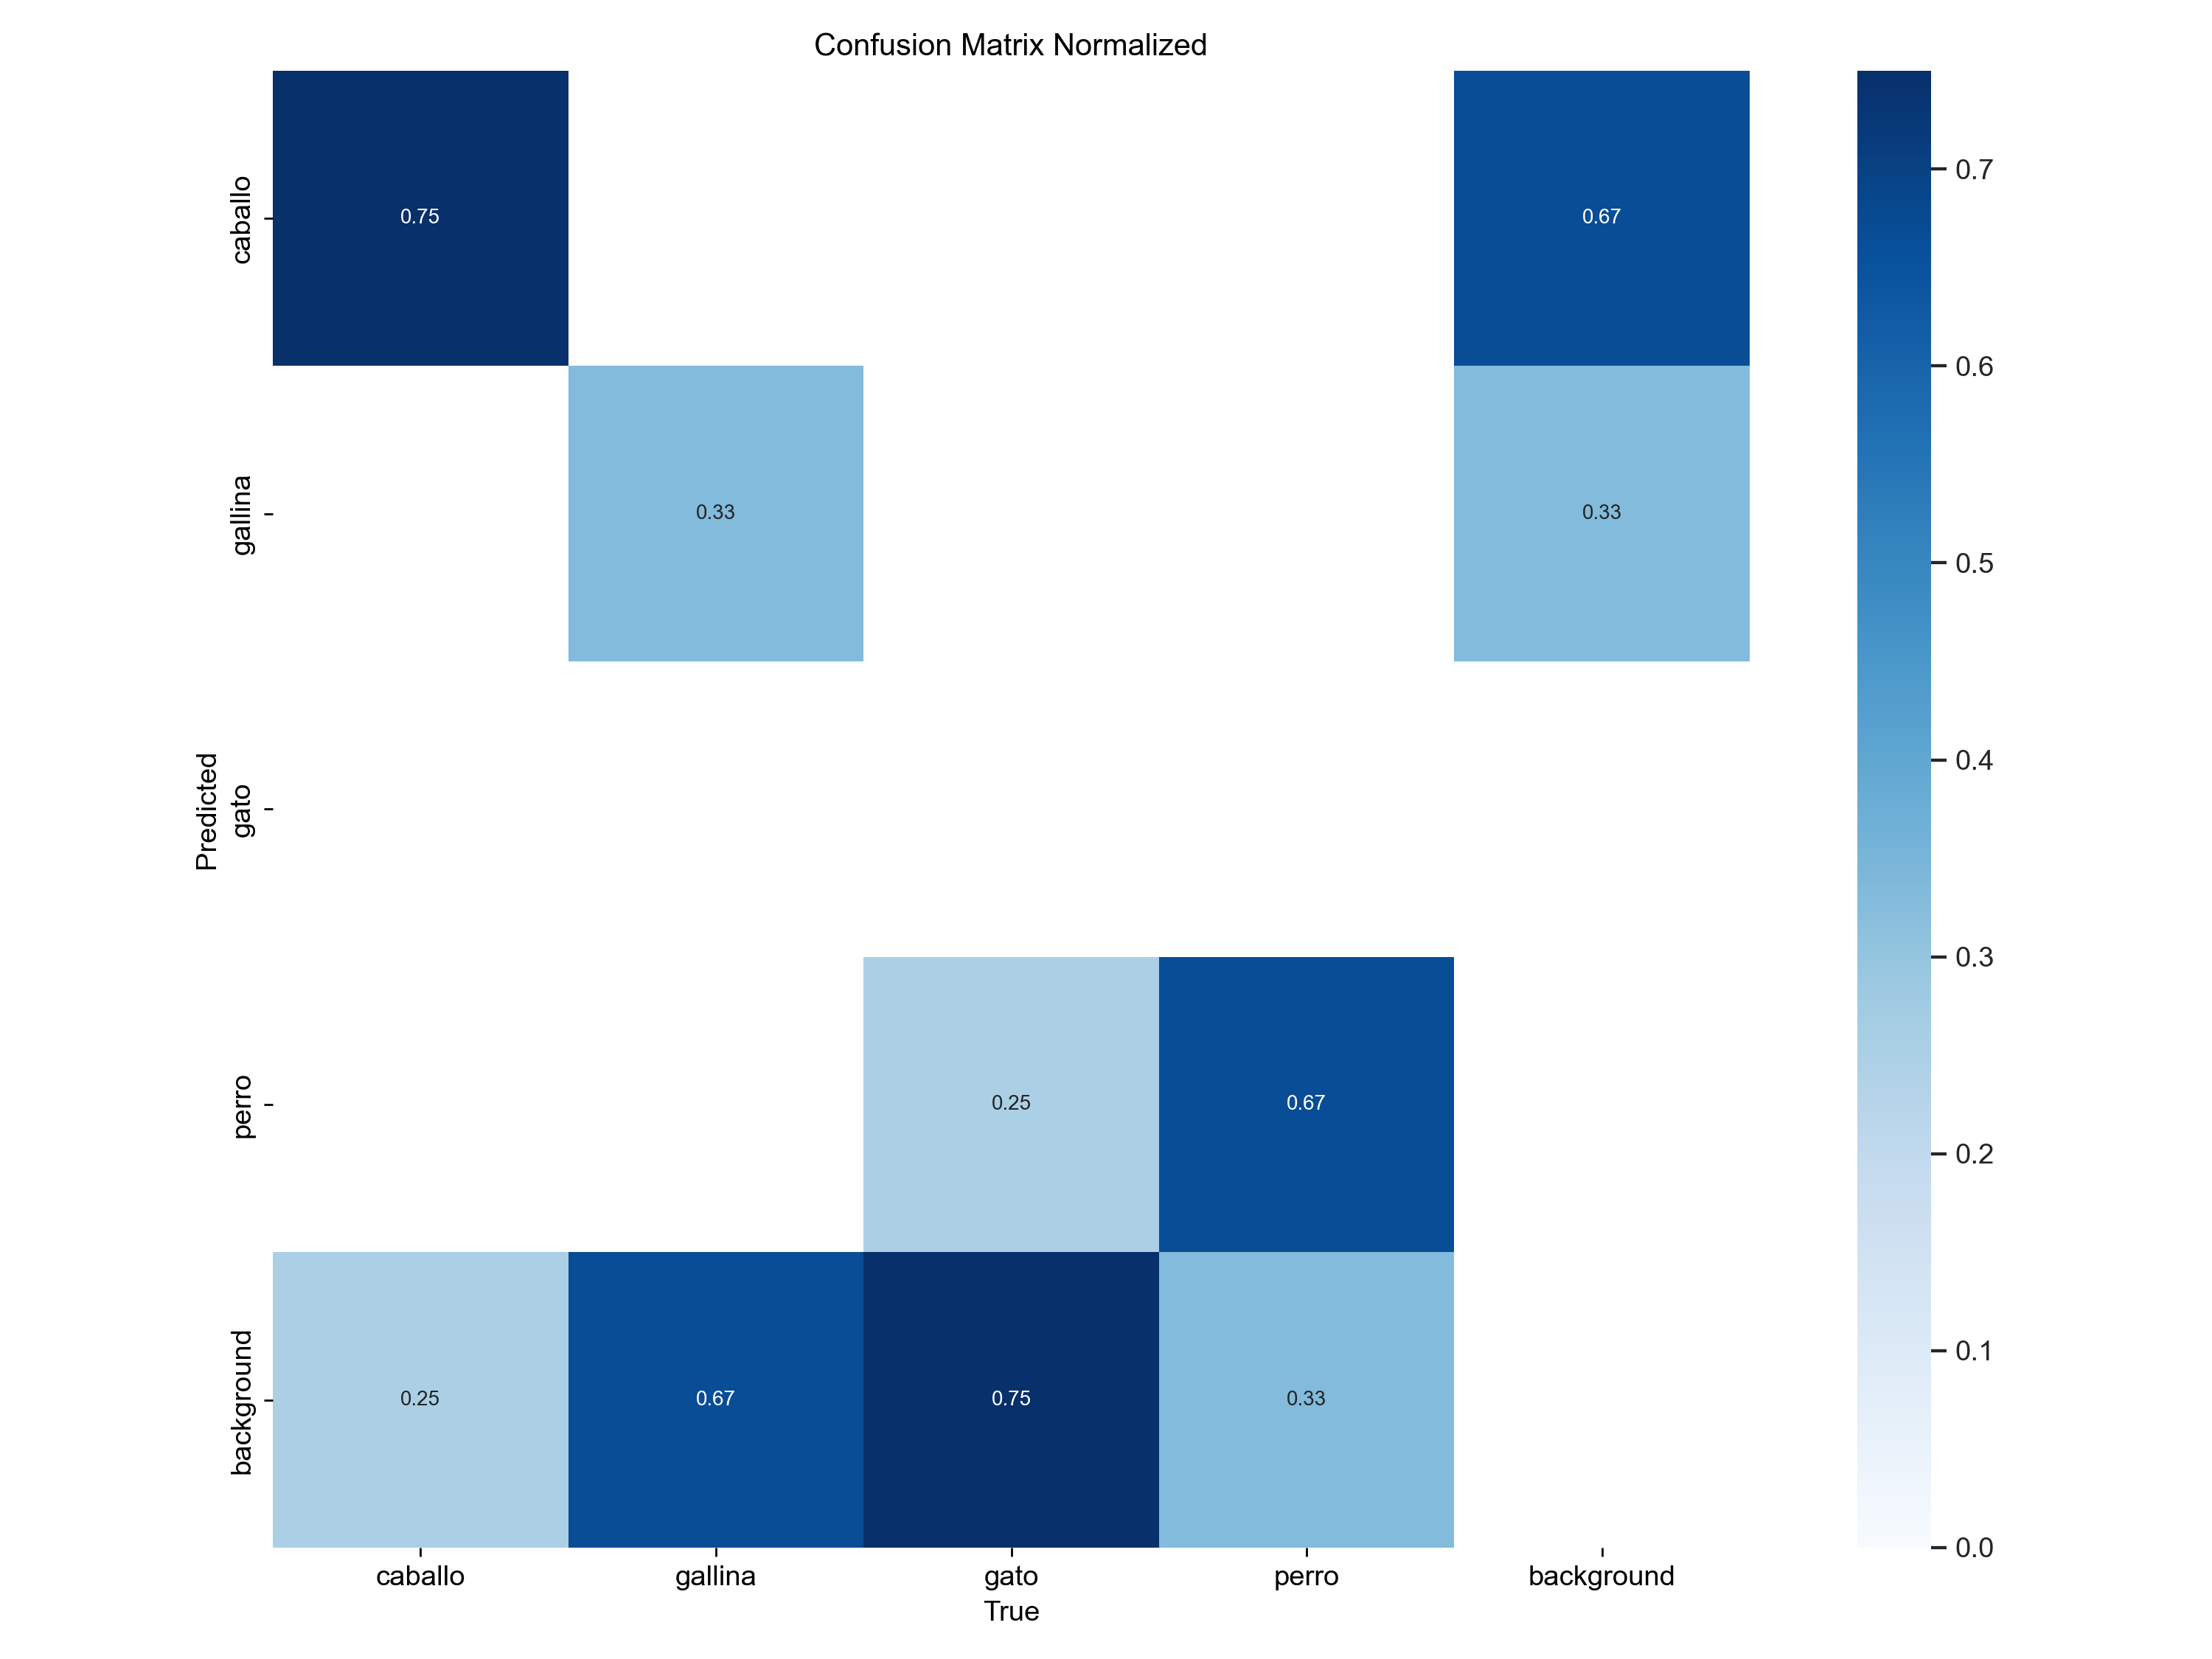 Confusion Matrix Normalized
Predicted
caballo
gallina
gato
perro
background
0.75
0.67
0.33
0.33
0.25
0.67
0.25
0.67
0.75
0.33
caballo
gallina
gato
perro
background
True
0.7
0.6
0.5
0.4
0.3
0.2
0.1
0.0